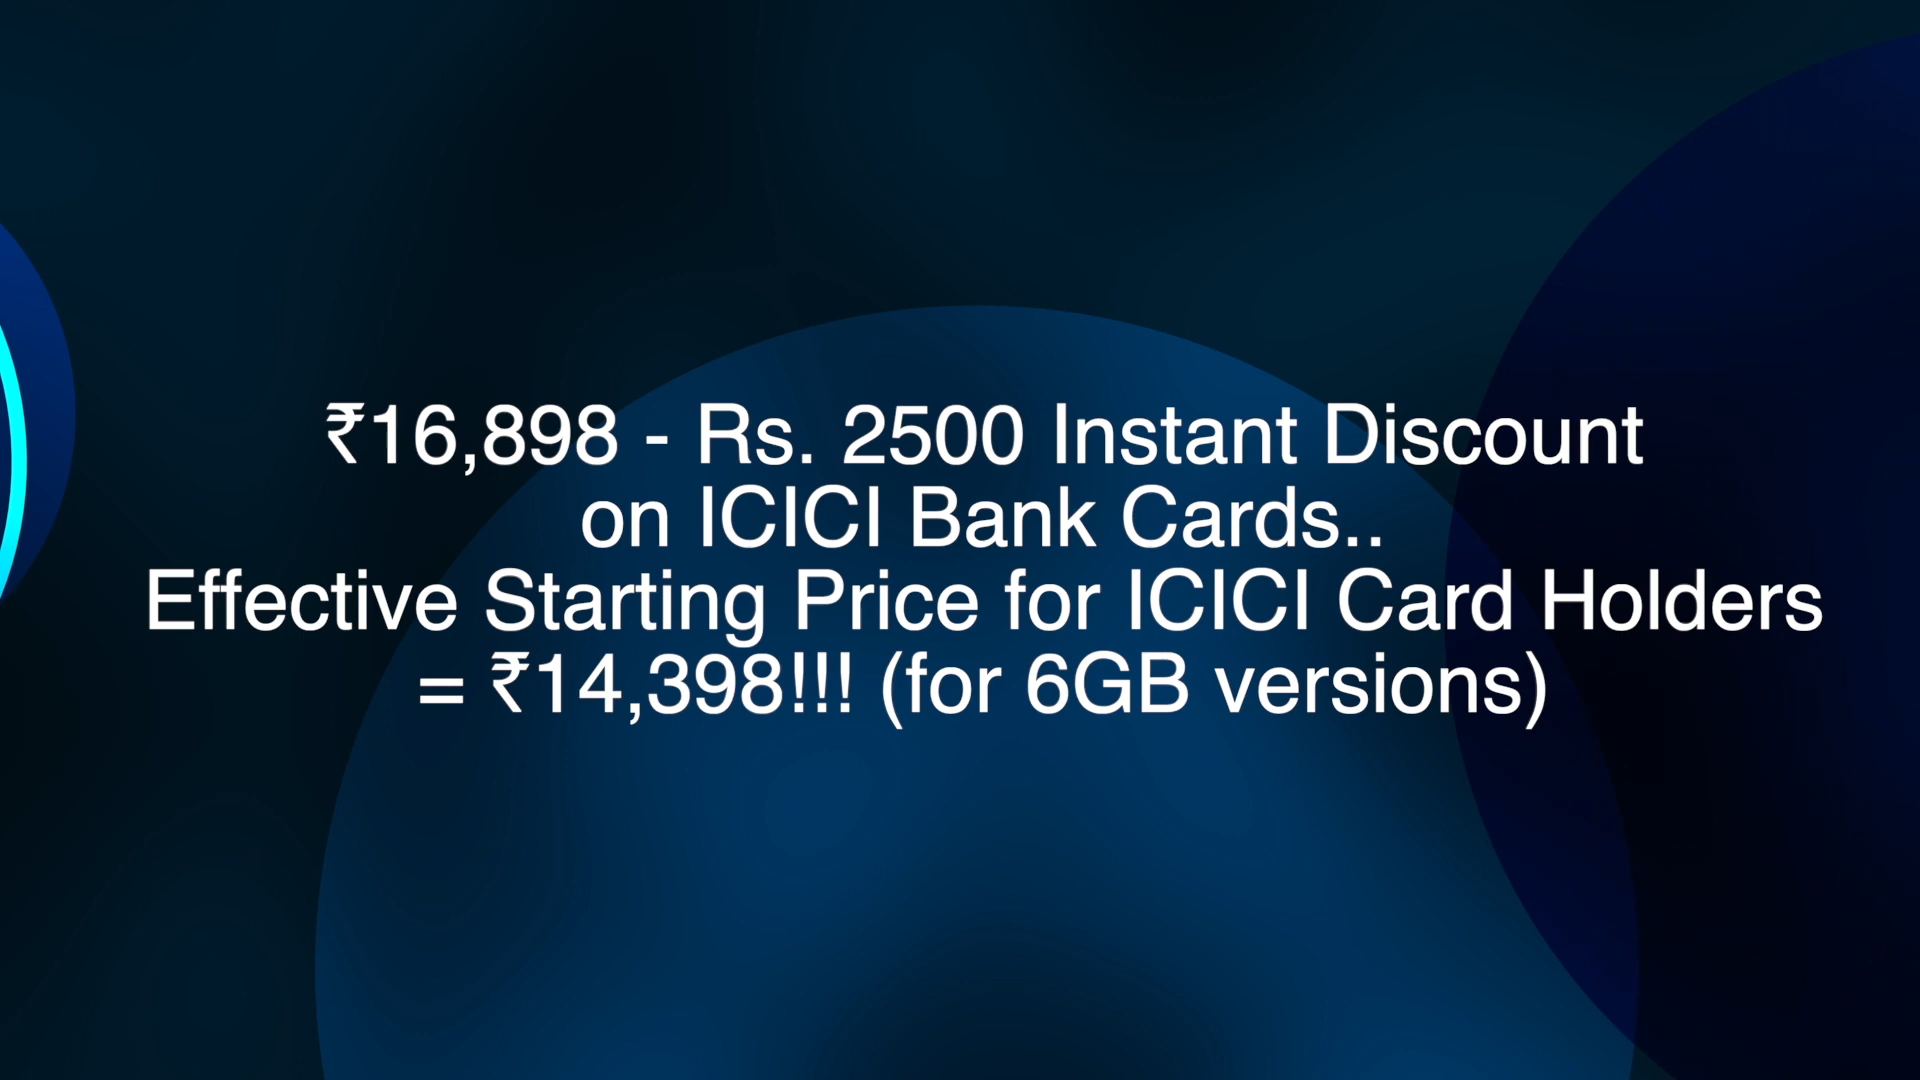 ₹16,898 - Rs. 2500 Instant Discount
on ICICI Bank Cards..
Effective Starting Price for ICICI Card Holders
= ₹14,398!!! (for 6GB versions)